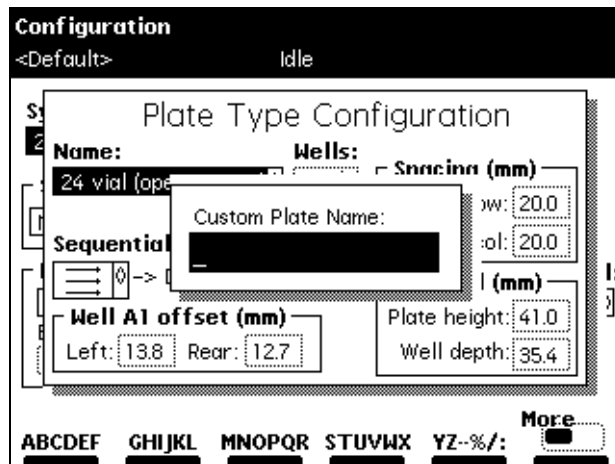 Configuration
<Default> Idle
Plate Type Configuration
Name: Wells:
24 vial (ope
Spacing (mm)
ow: 20.0
Custom Plate Name:
Sequential
ol: 20.0
->
(mm)
Well A1 offset (mm)
Plate height: 41.0
Left: 13.8 Rear: 12.7
Well depth: 35.4
More
ABCDEF GHIJKL MNOPQR STUVWX YZ--%/: